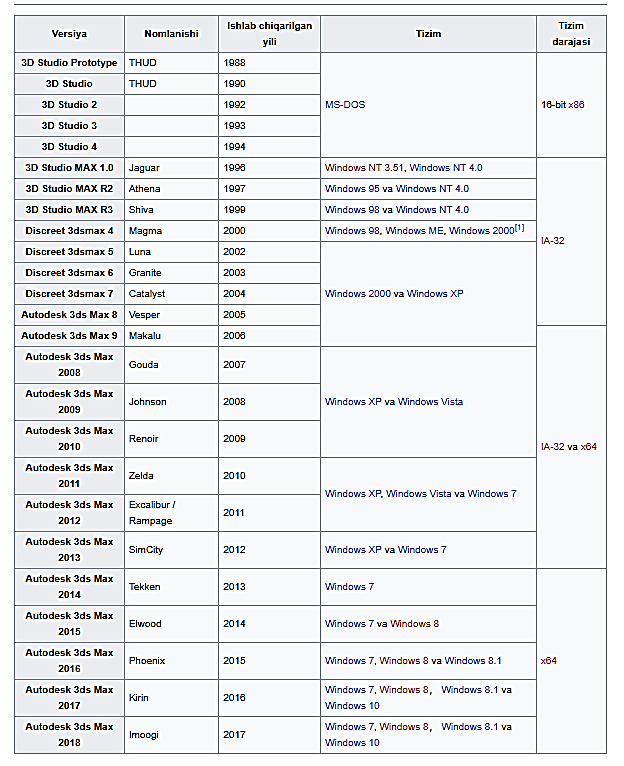 Versiya Nomlanishi Ishlab chiqarilgan yili Tizim Tizim darajasi
3D Studio Prototype THUD 1988 MS-DOS 16-bit x86
3D Studio THUD 1990
3D Studio 2 1992
3D Studio 3 1993
3D Studio 4 1994
3D Studio MAX 1.0 Jaguar 1996 Windows NT 3.51, Windows NT 4.0 IA-32
3D Studio MAX R2 Athena 1997 Windows 95 va Windows NT 4.0
3D Studio MAX R3 Shiva 1999 Windows 98 va Windows NT 4.0
Discreet 3dsmax 4 Magma 2000 Windows 98, Windows ME, Windows 2000[1]
Discreet 3dsmax 5 Luna 2002 Windows 2000 va Windows XP
Discreet 3dsmax 6 Granite 2003
Discreet 3dsmax 7 Catalyst 2004
Autodesk 3ds Max 8 Vesper 2005
Autodesk 3ds Max 9 Makalu 2006 IA-32 va x64
Autodesk 3ds Max 2008 Gouda 2007 Windows XP va Windows Vista
Autodesk 3ds Max 2009 Johnson 2008
Autodesk 3ds Max 2010 Renoir 2009
Autodesk 3ds Max 2011 Zelda 2010 Windows XP, Windows Vista va Windows 7
Autodesk 3ds Max 2012 Excalibur / Rampage 2011
Autodesk 3ds Max 2013 SimCity 2012 Windows XP va Windows 7
Autodesk 3ds Max 2014 Tekken 2013 Windows 7 x64
Autodesk 3ds Max 2015 Elwood 2014 Windows 7 va Windows 8
Autodesk 3ds Max 2016 Phoenix 2015 Windows 7, Windows 8 va Windows 8.1
Autodesk 3ds Max 2017 Kirin 2016 Windows 7, Windows 8， Windows 8.1 va Windows 10
Autodesk 3ds Max 2018 Imoogi 2017 Windows 7, Windows 8， Windows 8.1 va Windows 10